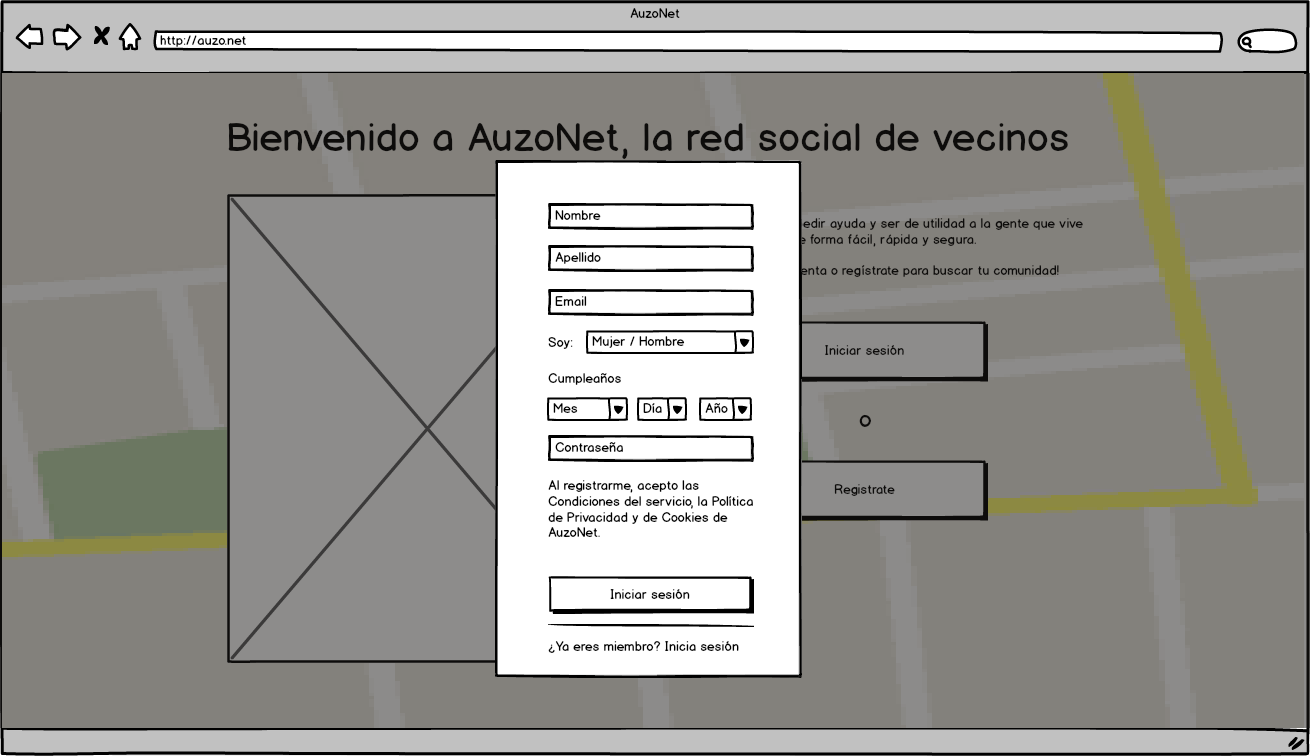 AuzoNet
http://auzo.net
Bienvenido a AuzoNet, la red social de vecinos
Nombre
Apellido
Email
Soy: Mujer / Hombre
Cumpleaños
Mes Día Año
Contraseña
Al registrarme, acepto las
Condiciones del servicio, la Política
de Privacidad y de Cookies de
AuzoNet.
Iniciar sesión
¿Ya eres miembro? Inicia sesión
ayuda y ser de utilidad a la gente que vive
forma fácil, rápida y segura.
o regístrate para buscar tu comunidad!
Iniciar sesión
O
Registrate